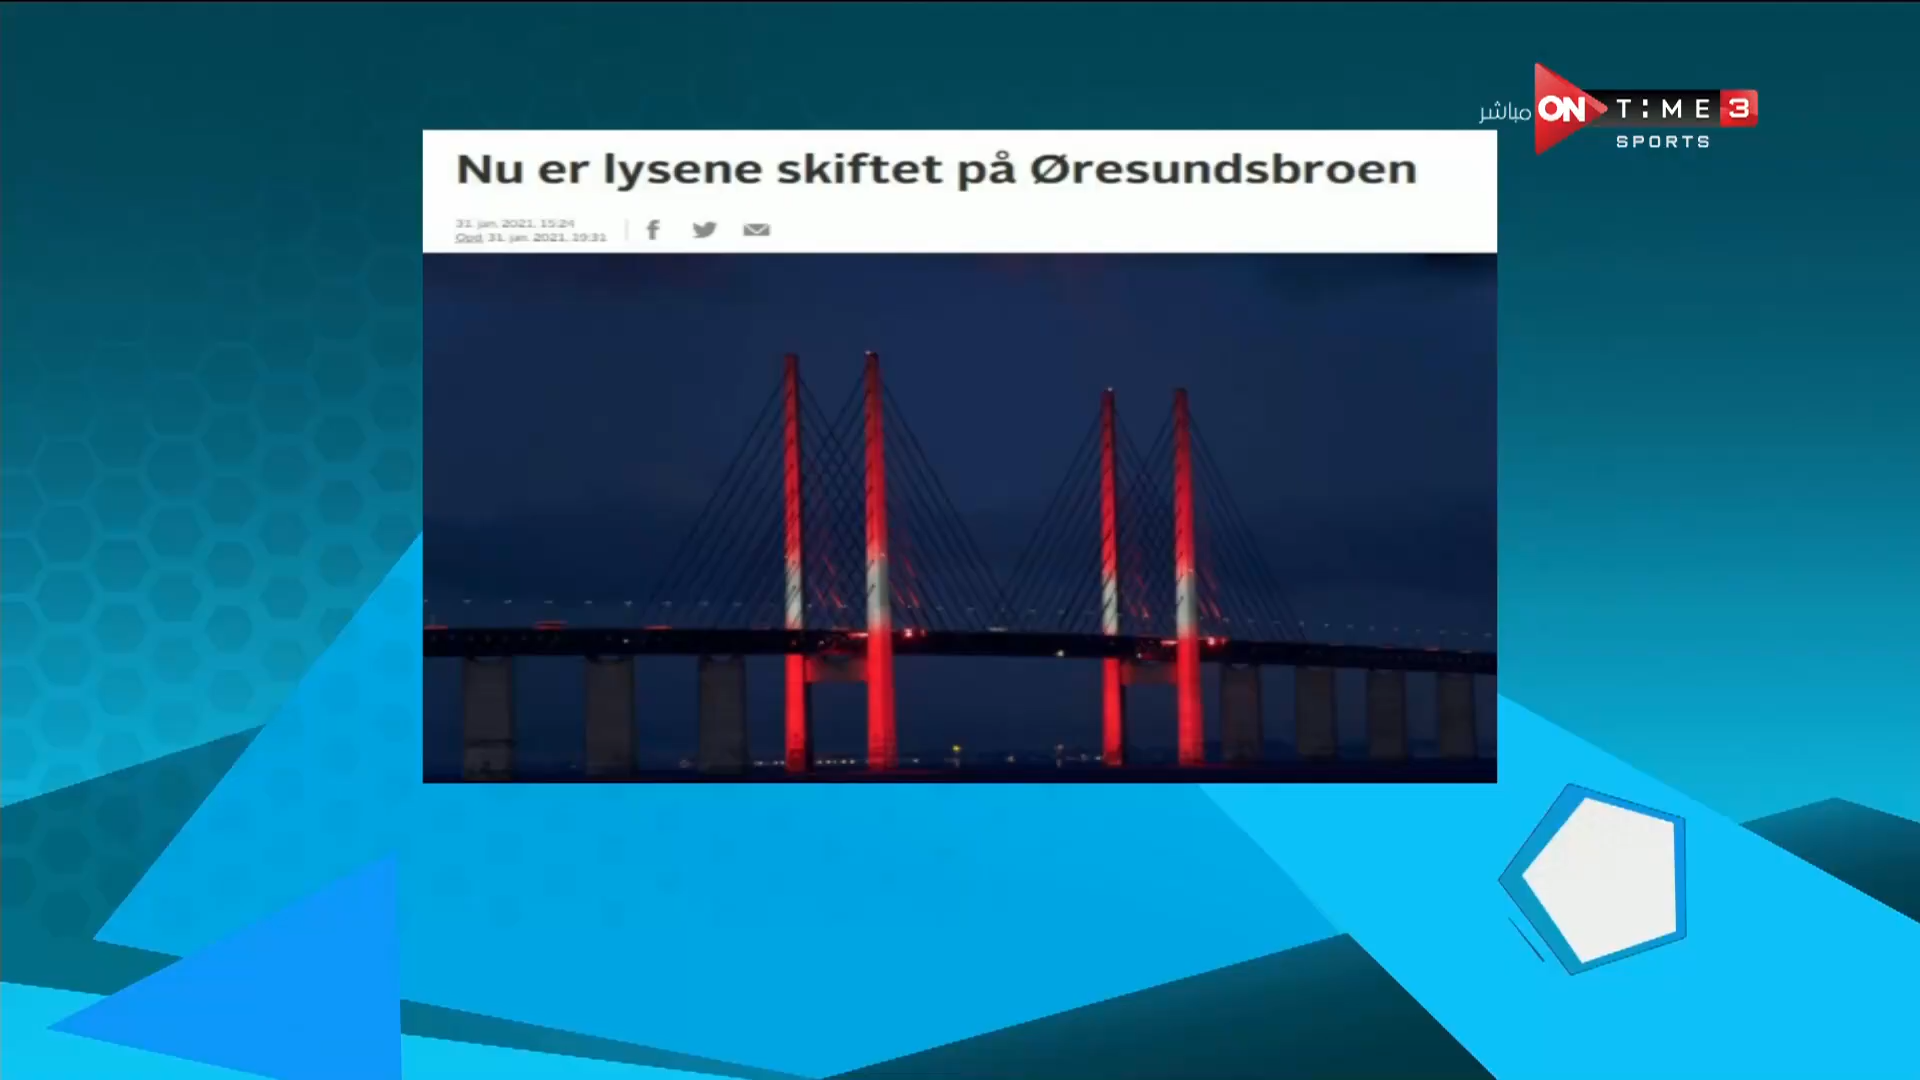 مباشر ON TIME 3
SPORTS
Nu er lysene skiftet på Øresundsbroen
31. jan. 2021, 15:24
Opd. 31. jan. 2021, 19:31